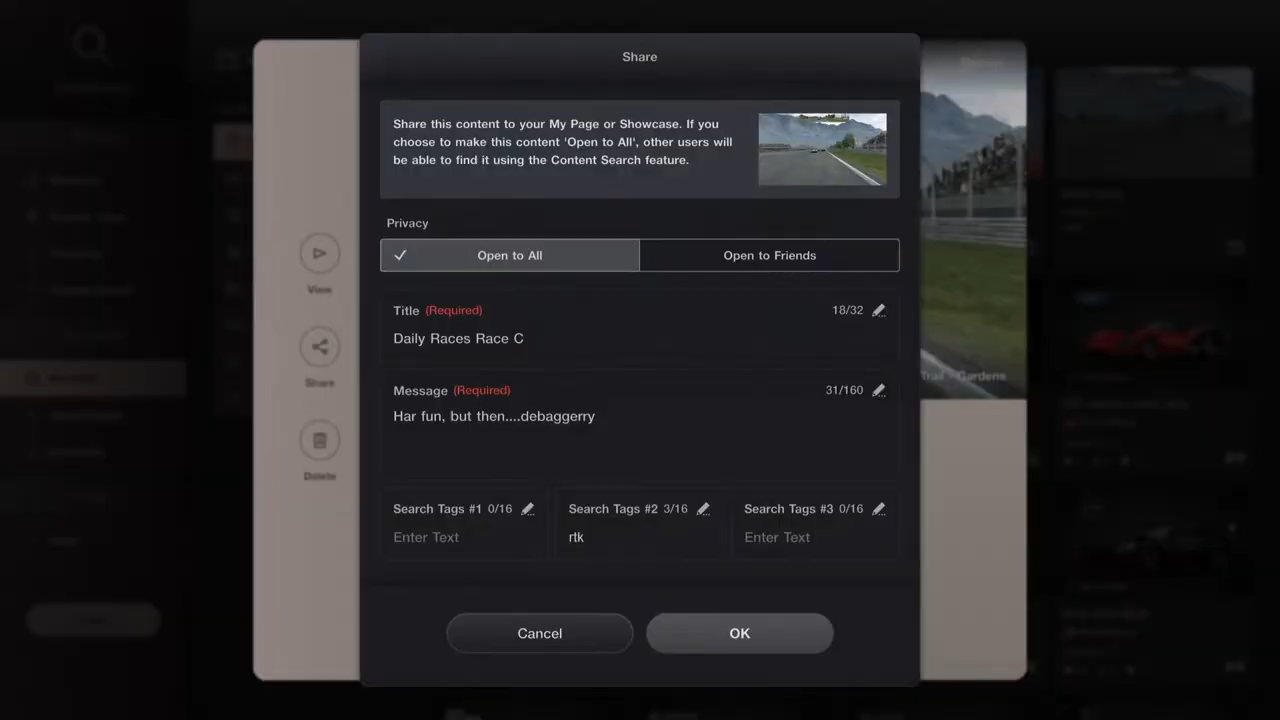 Share
Share this content to your My Page or Showcase. If you
choose to make this content 'Open to All', other users will
be able to find it using the Content Search feature.
Privacy
Open to All
Open to Friends
Title (Required) 18/32
Daily Races Race C
Message (Required) 31/160
Har fun, but then....debaggerry
Search Tags #1 0/16
Enter Text
Search Tags #2 3/16
rtk
Search Tags #3 0/16
Enter Text
Cancel
OK
View
Share
Delete
Trail - Gardens